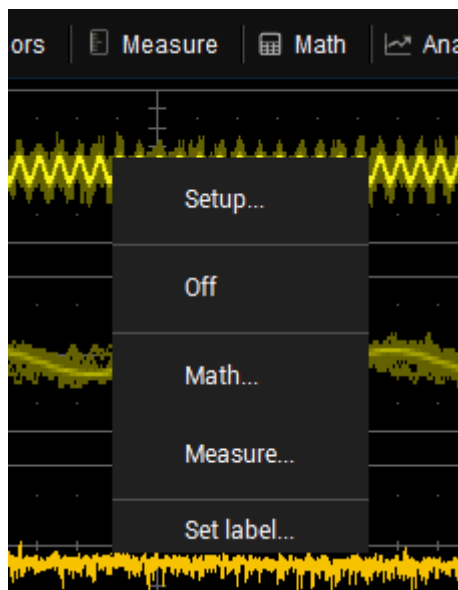 ors Measure Math Ana
Setup...
Off
Math...
Measure...
Set label...